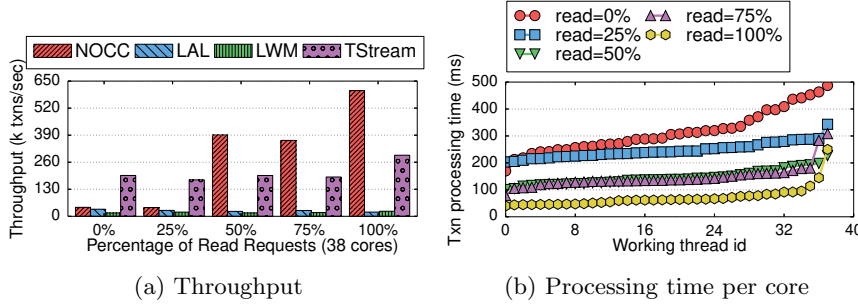 NOCC LAL LWM TStream
650
520
390
260
130
0
Throughput (k txns/sec)
0% 25% 50% 75% 100%
Percentage of Read Requests (38 cores)
(a) Throughput
read=0% read=75%
read=25% read=100%
read=50%
500
400
300
200
100
0
Txn processing time (ms)
0 8 16 24 32 40
Working thread id
(b) Processing time per core